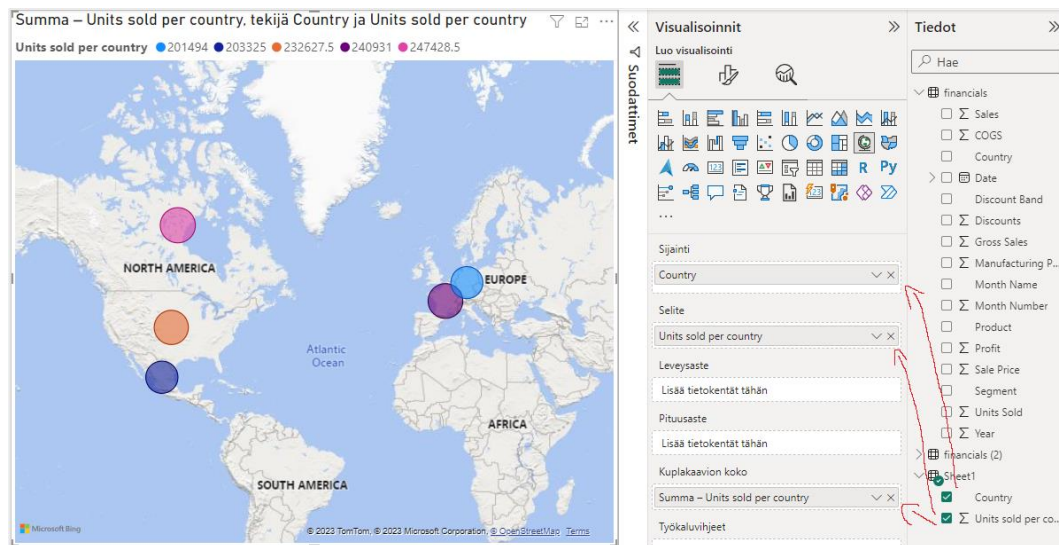 Summa – Units sold per country, tekijä Country ja Units sold per country
Units sold per country 201494 203325 232627.5 240931 247428.5
NORTH AMERICA
EUROPE
Atlantic
Ocean
AFRICA
SOUTH AMERICA
Microsoft Bing
© 2023 TomTom, © 2023 Microsoft Corporation, © OpenStreetMap Terms
Suodattimet
Visualisoinnit
Luo visualisointi
123
R Py
123
...
Sijainti
Country
Selite
Units sold per country
Leveysaste
Lisää tietokentät tähän
Pituusaste
Lisää tietokentät tähän
Kuplakaavion koko
Summa – Units sold per country
Työkaluvihjeet
Tiedot
Hae
financials
Sales
COGS
Country
Date
Discount Band
Discounts
Gross Sales
Manufacturing P...
Month Name
Month Number
Product
Profit
Sale Price
Segment
Units Sold
Year
financials (2)
Sheet1
Country
Units sold per co...